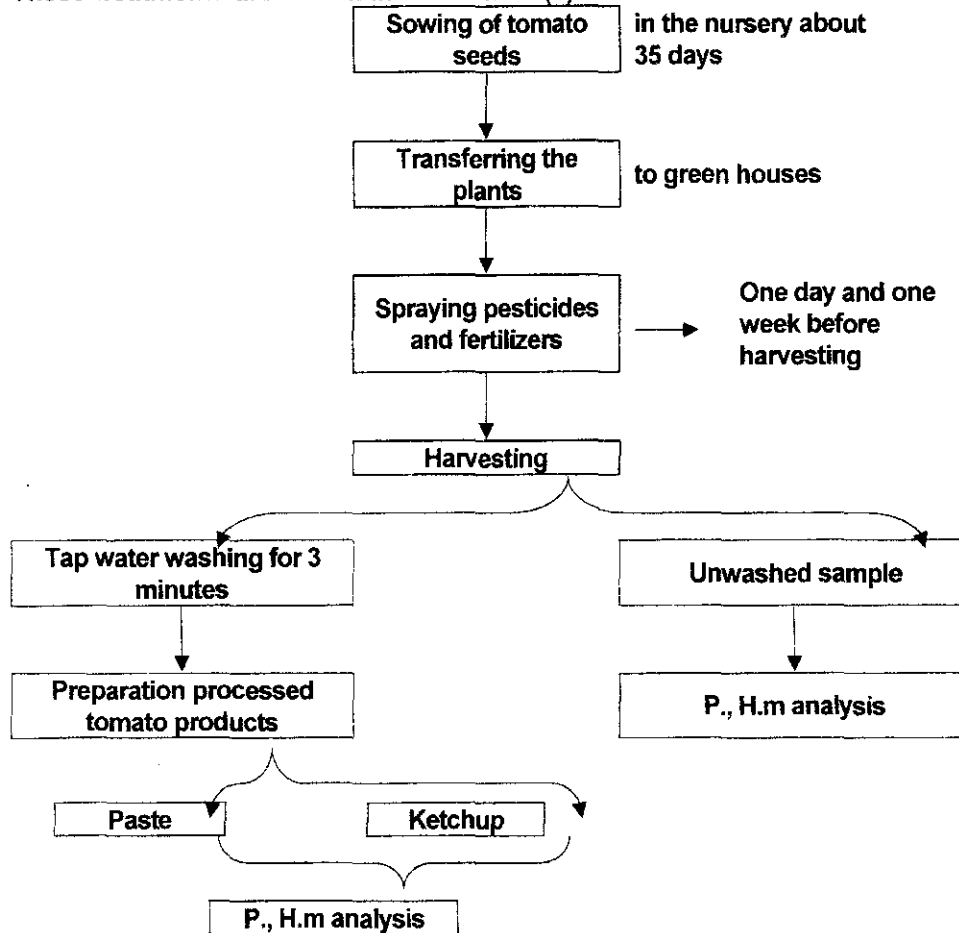 Sowing of tomato
seeds
in the nursery about
35 days
Transferring the
plants
to green houses
Spraying pesticides
and fertilizers
One day and one
week before
harvesting
Harvesting
Tap water washing for 3
minutes
Unwashed sample
Preparation processed
tomato products
P., H.m analysis
Paste
Ketchup
P., H.m analysis